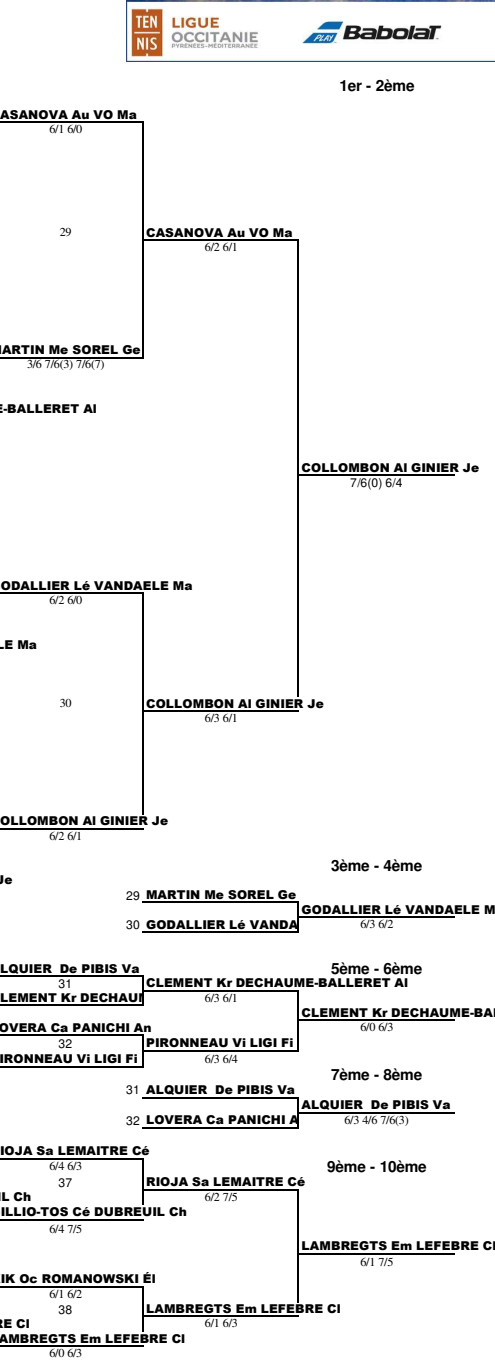 TEN
NIS
LIGUE
OCCITANIE
PYRENEES-MEDITERRANEE
PLAY Babolat
1er - 2ème
ASANOVA Au VO Ma
6/1 6/0
29
CASANOVA Au VO Ma
6/2 6/1
MARTIN Me SOREL Ge
3/6 7/6(3) 7/6(7)
E-BALLERET Al
COLLOMBON Al GINIER Je
7/6(0) 6/4
ODALLIER Lé VANDAELE Ma
6/2 6/0
LE Ma
30
COLLOMBON Al GINIER Je
6/3 6/1
OLLOMBON Al GINIER Je
6/2 6/1
3ème - 4ème
Je
29 MARTIN Me SOREL Ge
GODALLIER Lé VANDAELE M
30 GODALLIER Lé VANDA
6/3 6/2
5ème - 6ème
LQUIER De PIBIS Va
31
CLEMENT Kr DECHAUME-BALLERET Al
LEMENT Kr DECHAUM
6/3 6/1
CLEMENT Kr DECHAUME-BAL
6/0 6/3
OVERA Ca PANICHI An
32
PIRONNEAU Vi LIGI Fi
IRONNEAU Vi LIGI Fi
6/3 6/4
7ème - 8ème
31 ALQUIER De PIBIS Va
ALQUIER De PIBIS Va
32 LOVERA Ca PANICHI A
6/3 4/6 7/6(3)
RIOJA Sa LEMAITRE Cé
6/4 6/3
9ème - 10ème
37
RIOJA Sa LEMAITRE Cé
IL Ch
6/2 7/5
ILLIO-TOS Cé DUBREUIL Ch
6/4 7/5
LAMBREGTS Em LEFEBRE Cl
6/1 7/5
IK Oc ROMANOWSKI Él
6/1 6/2
38
LAMBREGTS Em LEFEBRE Cl
RE Cl
6/1 6/3
AMBREGTS Em LEFEBRE Cl
6/0 6/3